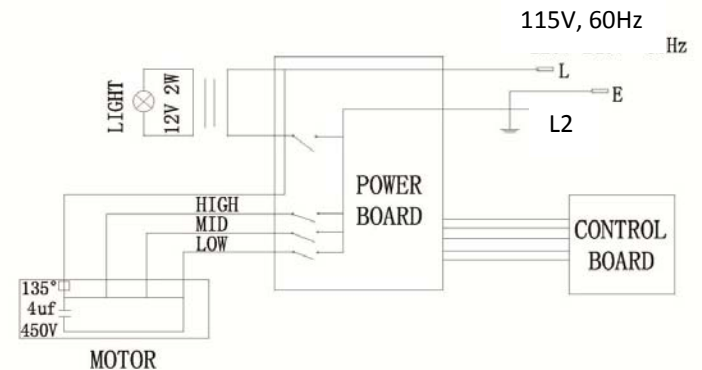 115V, 60Hz
Hz
L
E
L2
LIGHT
12V 2W
POWER
BOARD
HIGH
MID
LOW
CONTROL
BOARD
135°
4uf
450V
MOTOR